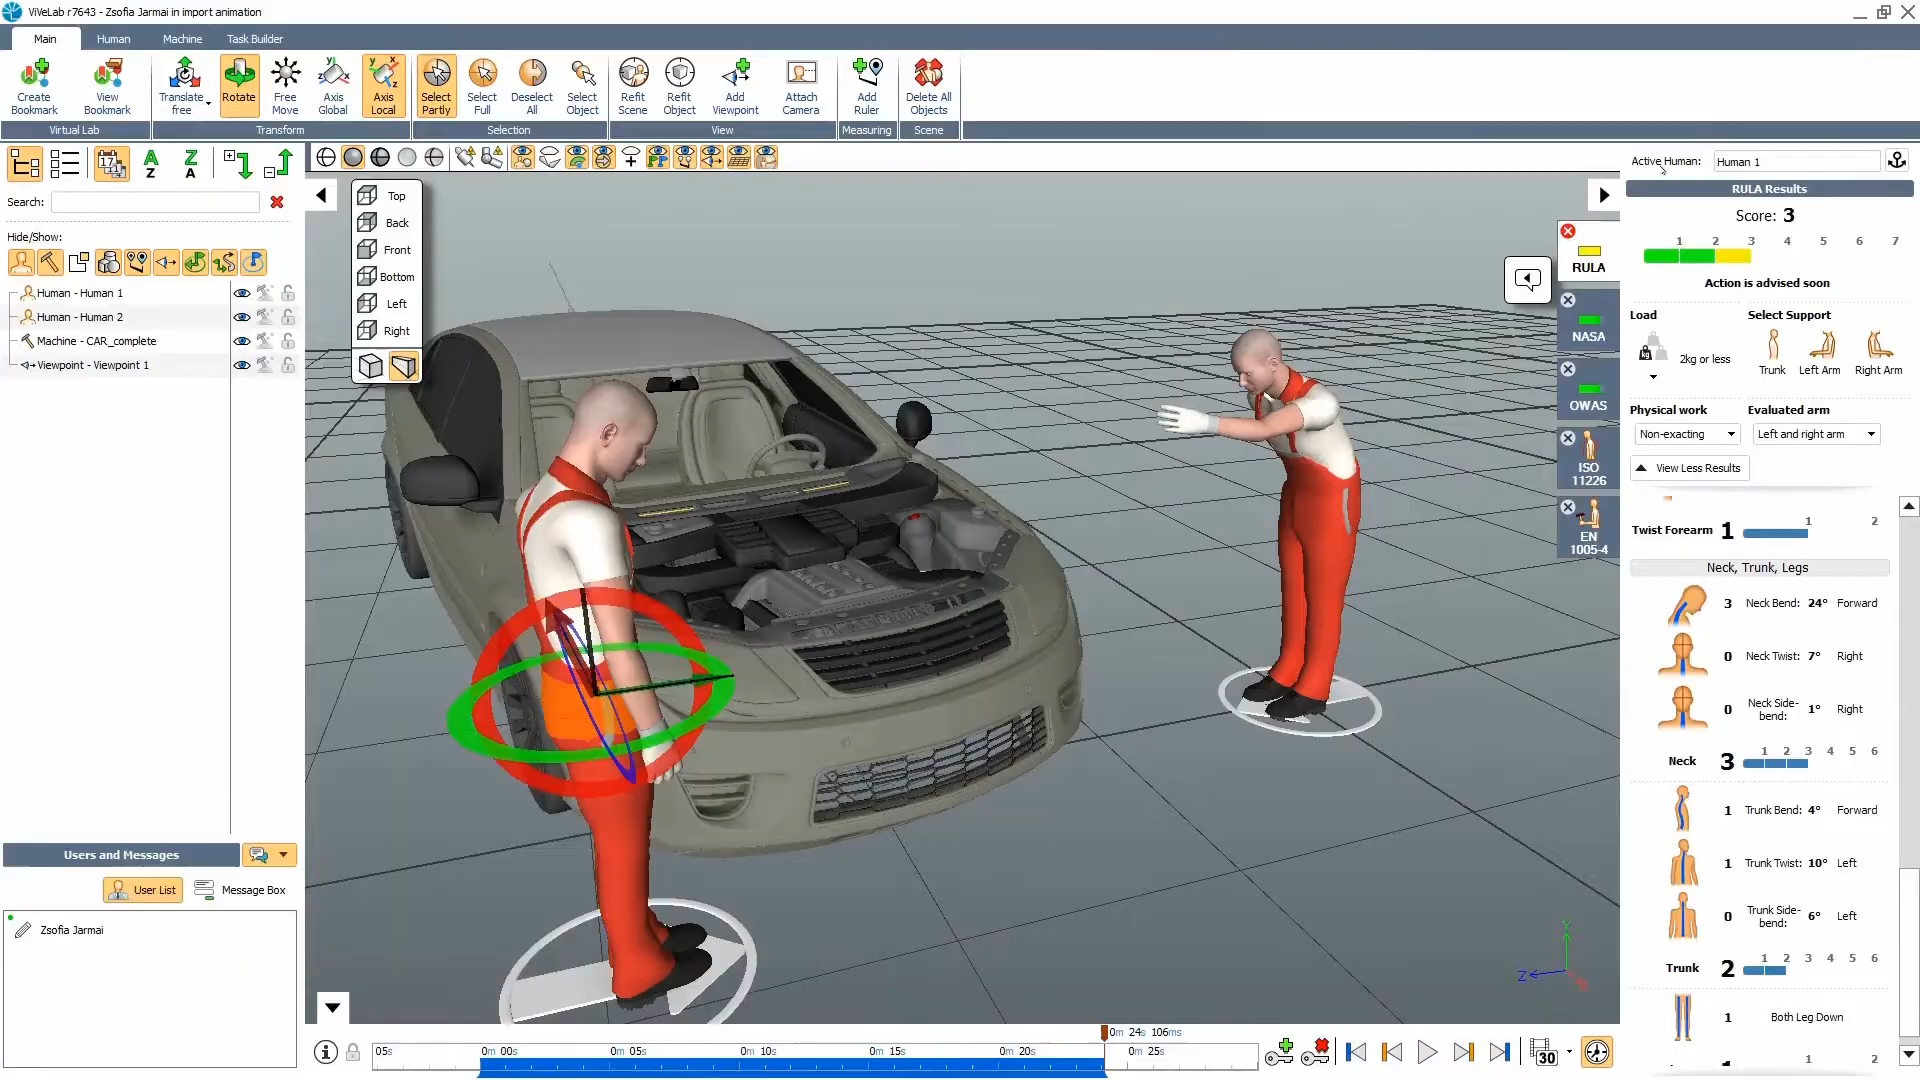 ViVeLab r7643 - Zsofia Jarmai in import animation
Main Human Machine Task Builder
Create Bookmark
View Bookmark
Translate free
Rotate
Free Move
Axis Global
Axis Local
Select Partly
Select Full
Deselect All
Select Object
Refit Scene
Refit Object
Add Viewpoint
Attach Camera
Add Ruler
Delete All Objects
Virtual Lab Transform Selection View Measuring Scene
17
A Z
Z A
Search:
Hide/Show:
Human - Human 1
Human - Human 2
Machine - CAR_complete
Viewpoint - Viewpoint 1
Users and Messages
User List Message Box
Zsofia Jarmai
Top
Back
Front
Bottom
Left
Right
RULA
NASA
OWAS
ISO 11226
EN 1005-4
Y
Z
Active Human: Human 1
RULA Results
Score: 3
1 2 3 4 5 6 7
Action is advised soon
Load Select Support
kg 2kg or less
Trunk Left Arm Right Arm
Physical work Evaluated arm
Non-exacting Left and right arm
View Less Results
Twist Forearm 1 1 2
Neck, Trunk, Legs
3 Neck Bend: 24° Forward
0 Neck Twist: 7° Right
0 Neck Side-bend: 1° Right
Neck 3 1 2 3 4 5 6
1 Trunk Bend: 4° Forward
1 Trunk Twist: 10° Left
0 Trunk Side-bend: 6° Left
Trunk 2 1 2 3 4 5 6
1 Both Leg Down
1 2
0m 24s 106ms
05s 0m 00s 0m 05s 0m 10s 0m 15s 0m 20s 0m 25s
30